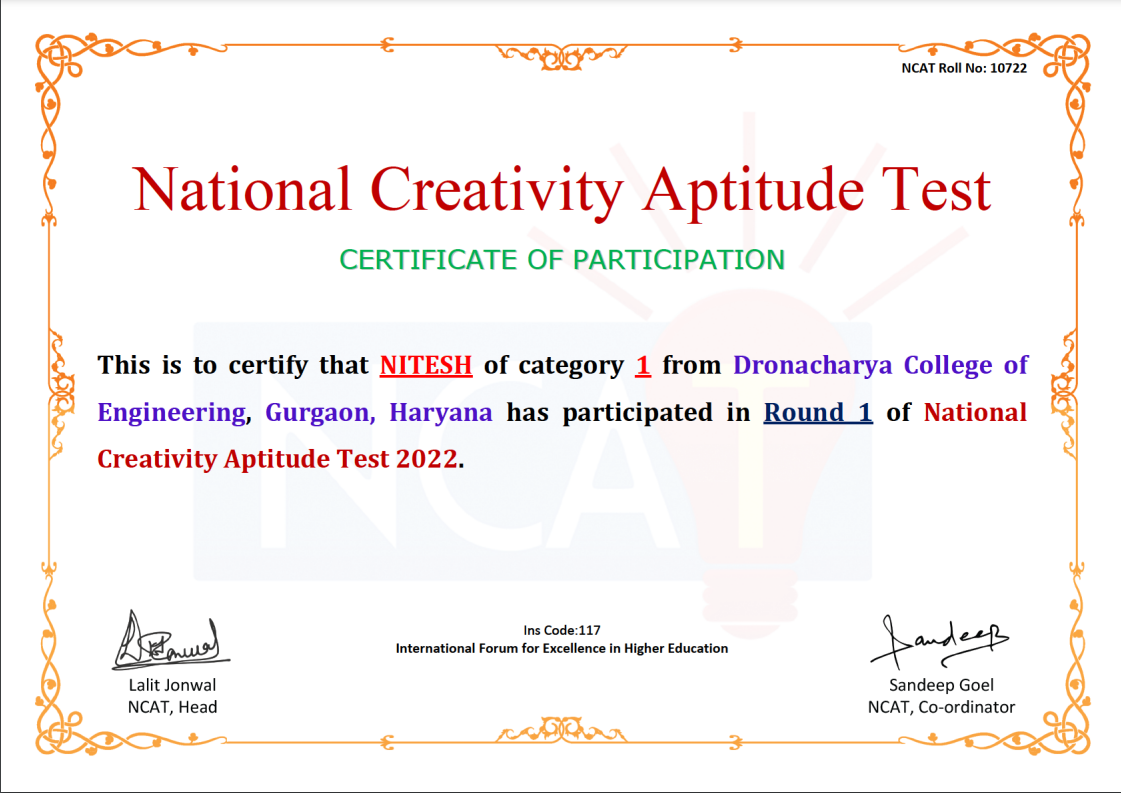 NCAT Roll No: 10722
National Creativity Aptitude Test
CERTIFICATE OF PARTICIPATION
This is to certify that NITESH of category 1 from Dronacharya College of
Engineering, Gurgaon, Haryana has participated in Round 1 of National
Creativity Aptitude Test 2022.
NCAT
Ins Code:117
International Forum for Excellence in Higher Education
Lalit Jonwal
NCAT, Head
Sandeep
Sandeep Goel
NCAT, Co-ordinator